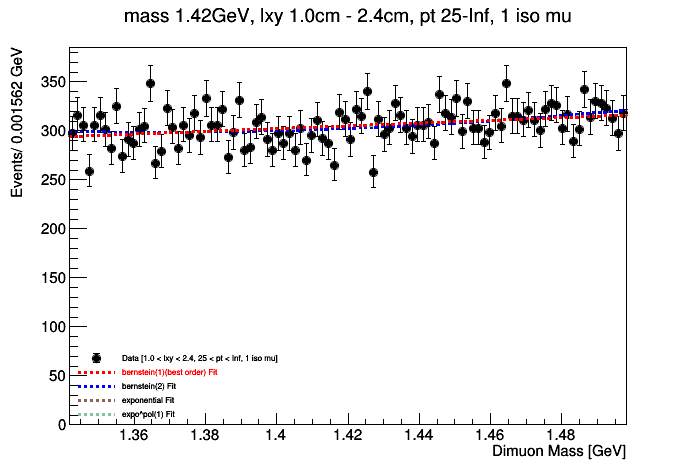 mass 1.42GeV, lxy 1.0cm - 2.4cm, pt 25-Inf, 1 iso mu
Events/ 0.001562 GeV
350
300
250
200
150
100
50
0
Data [1.0 < lxy < 2.4, 25 < pt < Inf, 1 iso mu]
bernstein(1)(best order) Fit
bernstein(2) Fit
exponential Fit
expo*pol(1) Fit
1.36 1.38 1.4 1.42 1.44 1.46 1.48
Dimuon Mass [GeV]